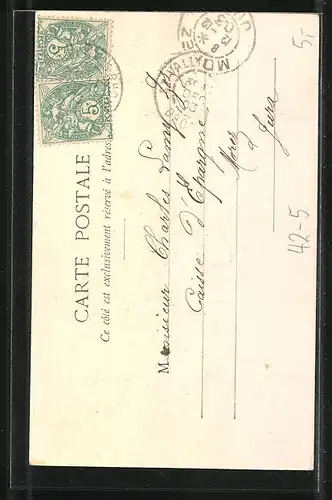 CARTE POSTALE
Ce côté est exclusivement réservé à l'adresse
Monsieur Charles Lamy
Caisse d'Epargne
Morez
Jura
5
5
42-5